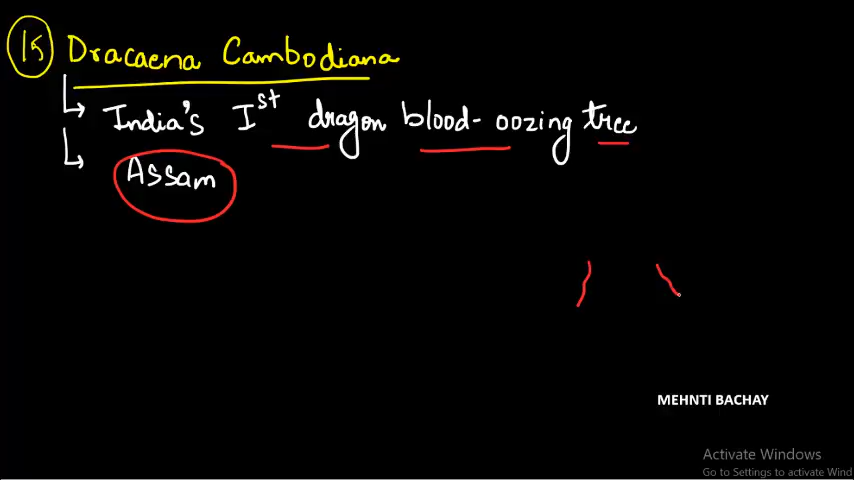 15 Dracaena Cambodiana
India's Ist dragon blood-oozing tree
Assam
MEHNTI BACHAY
Activate Windows
Go to Settings to activate Wind